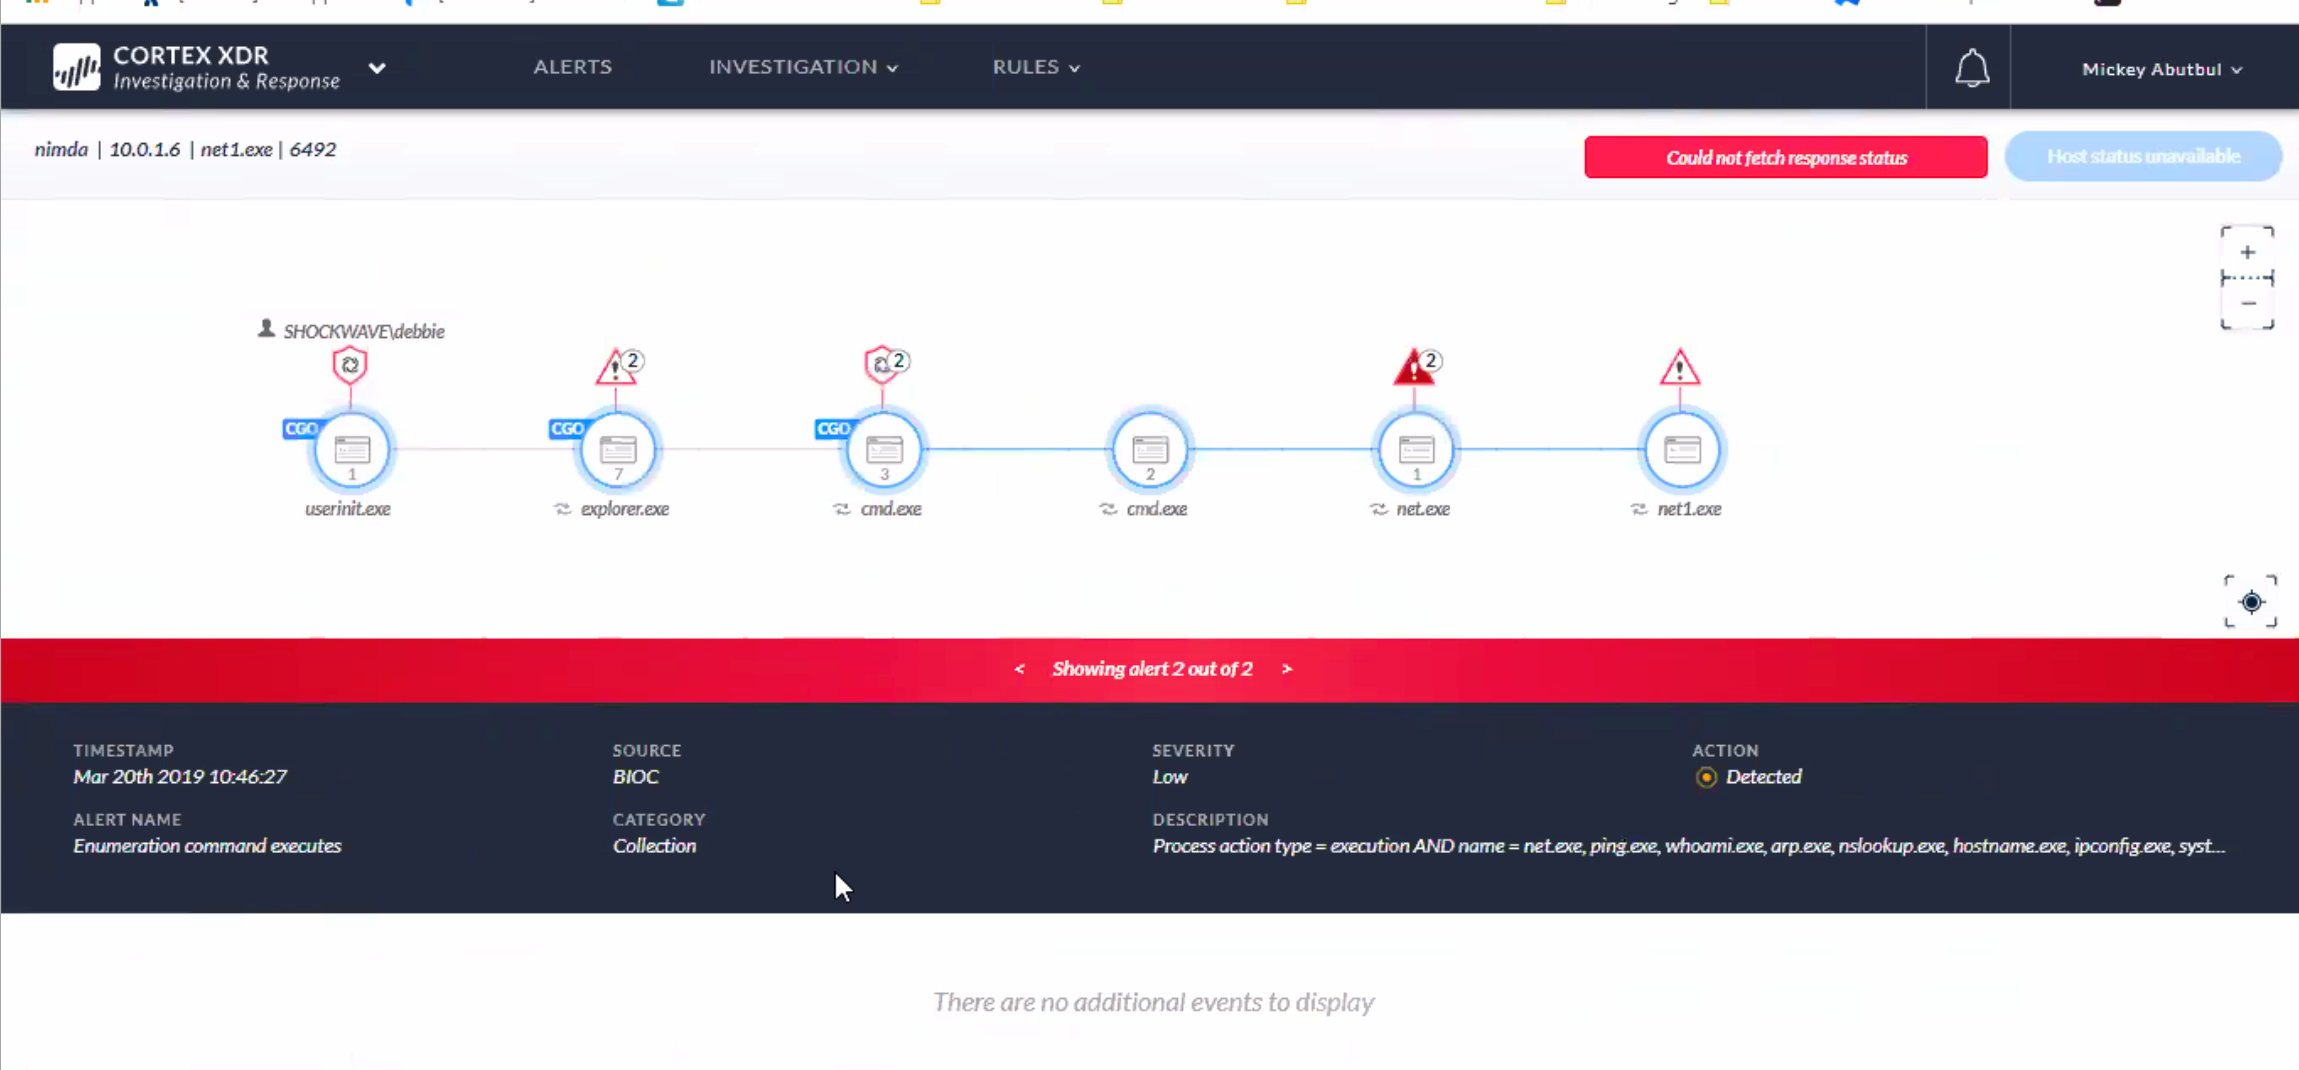 CORTEX XDR
Investigation & Response
ALERTS
INVESTIGATION
RULES
Mickey Abutbul
nimda | 10.0.1.6 | net1.exe | 6492
Could not fetch response status
Host status unavailable
+
−
SHOCKWAVE\debbie
2
2
2
CGO
CGO
CGO
1
7
3
2
1
userinit.exe
explorer.exe
cmd.exe
cmd.exe
net.exe
net1.exe
< Showing alert 2 out of 2 >
TIMESTAMP
Mar 20th 2019 10:46:27
SOURCE
BIOC
SEVERITY
Low
ACTION
Detected
ALERT NAME
Enumeration command executes
CATEGORY
Collection
DESCRIPTION
Process action type = execution AND name = net.exe, ping.exe, whoami.exe, arp.exe, nslookup.exe, hostname.exe, ipconfig.exe, syst...
There are no additional events to display